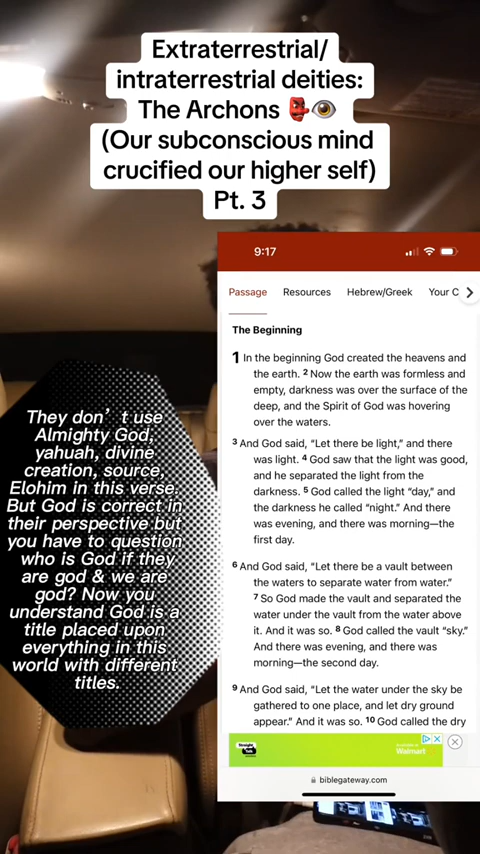 Extraterrestrial/
intraterrestrial deities:
The Archons 👺👁️
(Our subconscious mind
crucified our higher self)
Pt. 3
9:17
Passage Resources Hebrew/Greek Your C
The Beginning
1 In the beginning God created the heavens and
the earth. 2 Now the earth was formless and
empty, darkness was over the surface of the
deep, and the Spirit of God was hovering
over the waters.
3 And God said, “Let there be light,” and there
was light. 4 God saw that the light was good,
and he separated the light from the
darkness. 5 God called the light “day,” and
the darkness he called “night.” And there
was evening, and there was morning—the
first day.
6 And God said, “Let there be a vault between
the waters to separate water from water.”
7 So God made the vault and separated the
water under the vault from the water above
it. And it was so. 8 God called the vault “sky.”
And there was evening, and there was
morning—the second day.
9 And God said, “Let the water under the sky be
gathered to one place, and let dry ground
appear.” And it was so. 10 God called the dry
Straight
Talk
Available at
Walmart
biblegateway.com
They don’t use
Almighty God,
yahuah, divine
creation, source,
Elohim in this verse.
But God is correct in
their perspective but
you have to question
who is God if they
are god & we are
god? Now you
understand God is a
title placed upon
everything in this
world with different
titles.